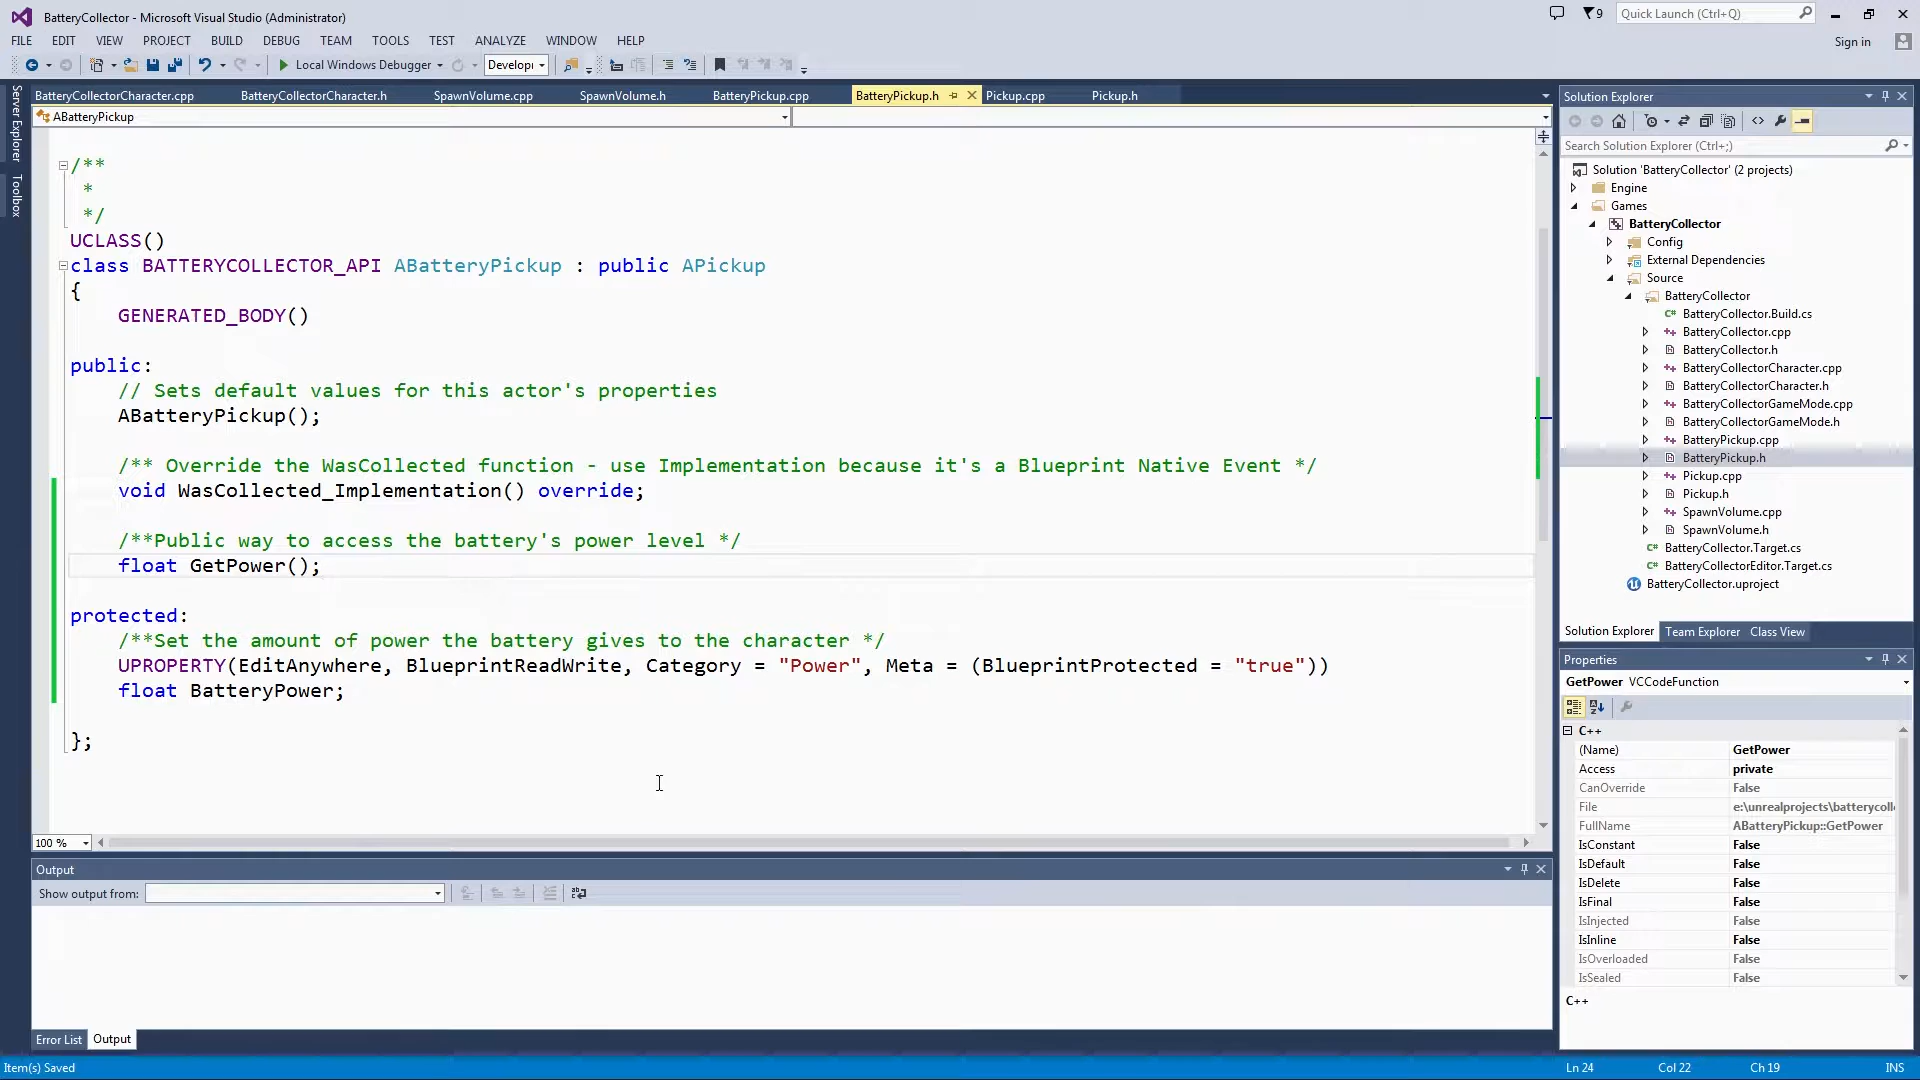 BatteryCollector - Microsoft Visual Studio (Administrator)
9
Quick Launch (Ctrl+Q)
FILE EDIT VIEW PROJECT BUILD DEBUG TEAM TOOLS TEST ANALYZE WINDOW HELP
Sign in
Local Windows Debugger
Develop
Server Explorer
Toolbox
BatteryCollectorCharacter.cpp BatteryCollectorCharacter.h SpawnVolume.cpp SpawnVolume.h BatteryPickup.cpp BatteryPickup.h Pickup.cpp Pickup.h
ABatteryPickup
/**
*
*/
UCLASS()
class BATTERYCOLLECTOR_API ABatteryPickup : public APickup
{
GENERATED_BODY()
public:
// Sets default values for this actor's properties
ABatteryPickup();
/** Override the WasCollected function - use Implementation because it's a Blueprint Native Event */
void WasCollected_Implementation() override;
/**Public way to access the battery's power level */
float GetPower();
protected:
/**Set the amount of power the battery gives to the character */
UPROPERTY(EditAnywhere, BlueprintReadWrite, Category = "Power", Meta = (BlueprintProtected = "true"))
float BatteryPower;
};
100 %
Output
Show output from:
Error List Output
Item(s) Saved
Ln 24 Col 22 Ch 19 INS
Solution Explorer
Search Solution Explorer (Ctrl+;)
Solution 'BatteryCollector' (2 projects)
Engine
Games
BatteryCollector
Config
External Dependencies
Source
BatteryCollector
BatteryCollector.Build.cs
BatteryCollector.cpp
BatteryCollector.h
BatteryCollectorCharacter.cpp
BatteryCollectorCharacter.h
BatteryCollectorGameMode.cpp
BatteryCollectorGameMode.h
BatteryPickup.cpp
BatteryPickup.h
Pickup.cpp
Pickup.h
SpawnVolume.cpp
SpawnVolume.h
BatteryCollector.Target.cs
BatteryCollectorEditor.Target.cs
BatteryCollector.uproject
Solution Explorer Team Explorer Class View
Properties
GetPower VCCodeFunction
C++
(Name) GetPower
Access private
CanOverride False
File e:\unrealprojects\batterycoll
FullName ABatteryPickup::GetPower
IsConstant False
IsDefault False
IsDelete False
IsFinal False
IsInjected False
IsInline False
IsOverloaded False
IsSealed False
C++